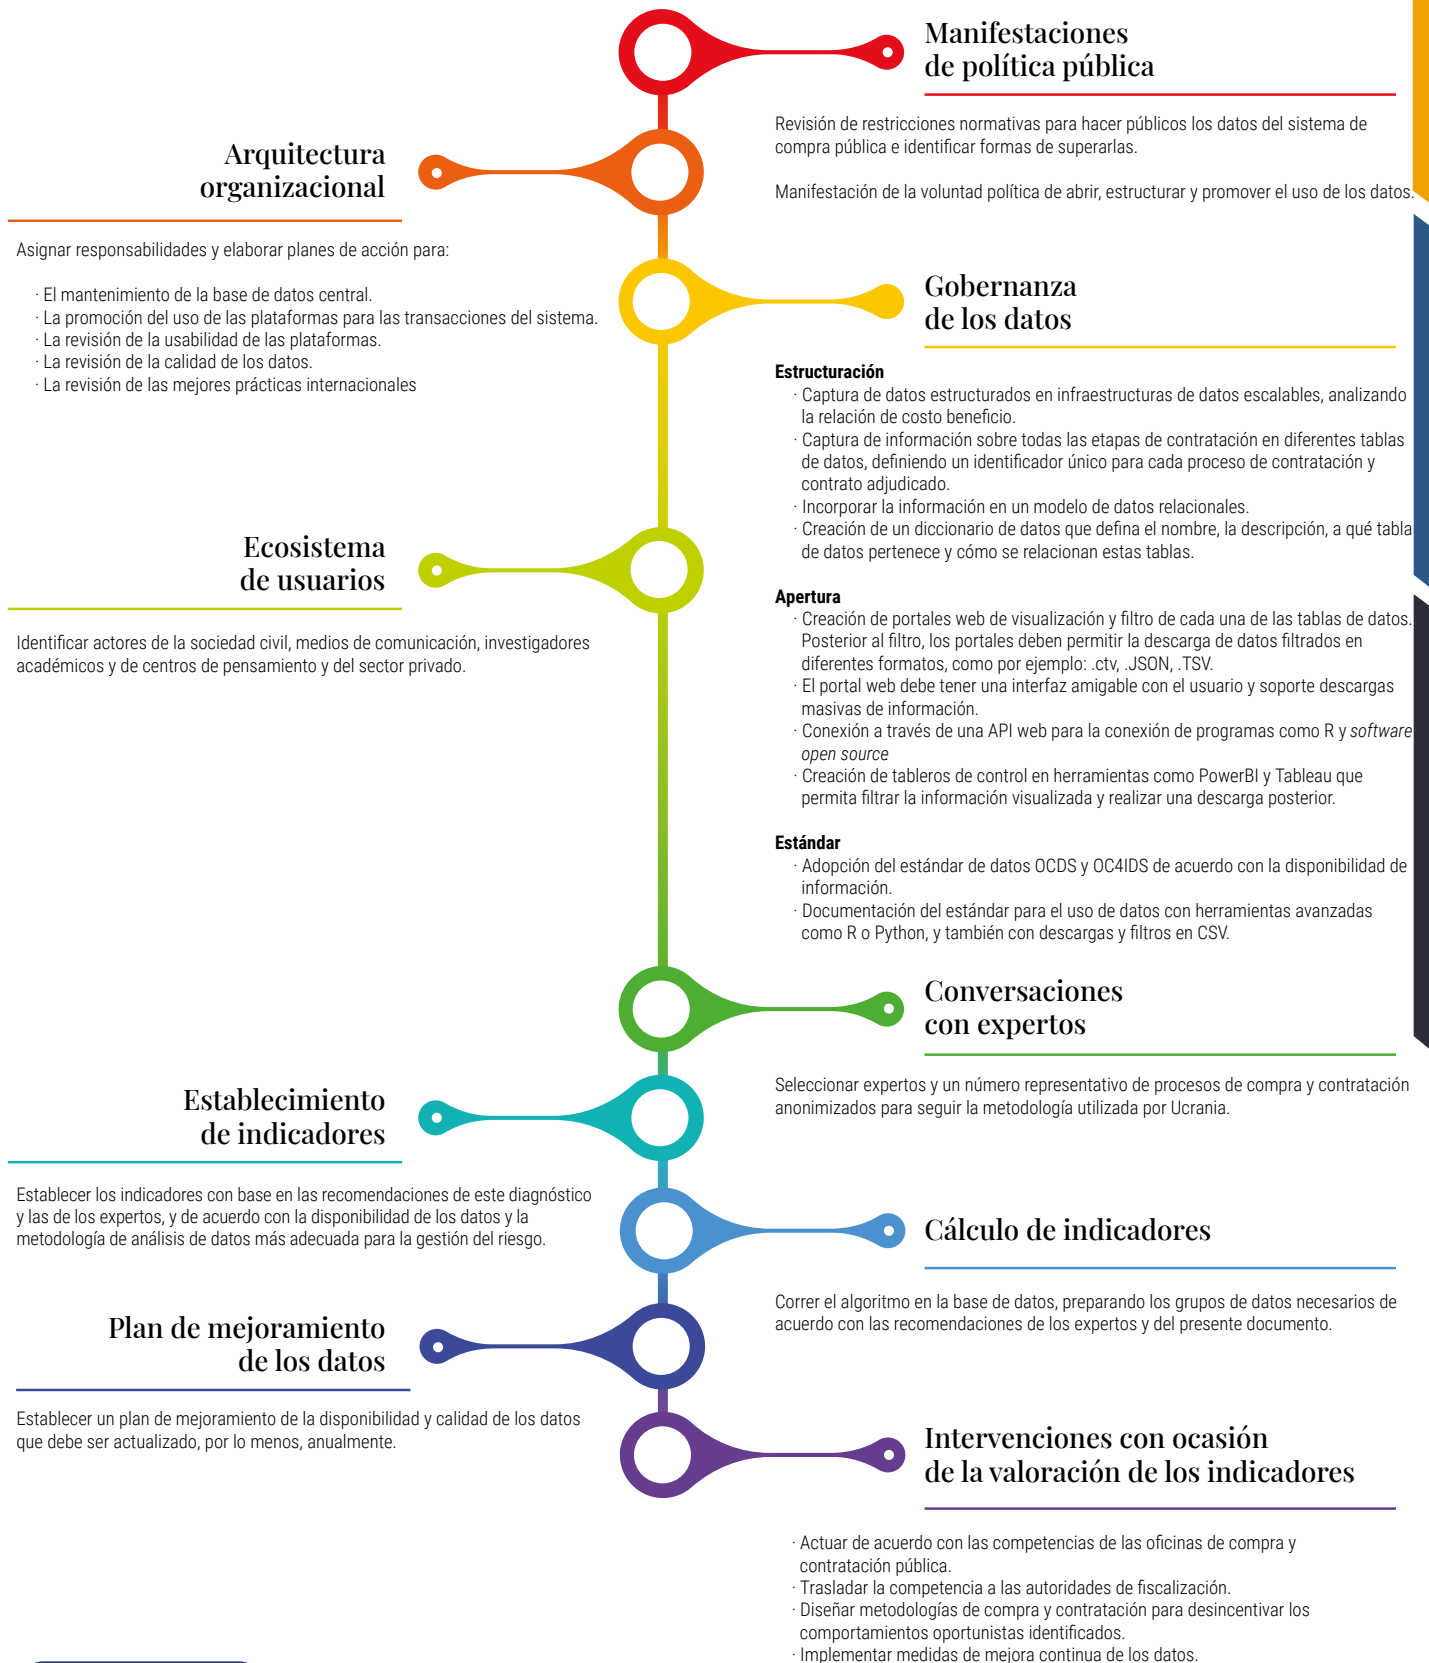 Manifestaciones
de política pública
Revisión de restricciones normativas para hacer públicos los datos del sistema de
compra pública e identificar formas de superarlas.
Manifestación de la voluntad política de abrir, estructurar y promover el uso de los datos.
Arquitectura
organizacional
Asignar responsabilidades y elaborar planes de acción para:
· El mantenimiento de la base de datos central.
· La promoción del uso de las plataformas para las transacciones del sistema.
· La revisión de la usabilidad de las plataformas.
· La revisión de la calidad de los datos.
· La revisión de las mejores prácticas internacionales
Gobernanza
de los datos
Estructuración
· Captura de datos estructurados en infraestructuras de datos escalables, analizando
la relación de costo beneficio.
· Captura de información sobre todas las etapas de contratación en diferentes tablas
de datos, definiendo un identificador único para cada proceso de contratación y
contrato adjudicado.
· Incorporar la información en un modelo de datos relacionales.
· Creación de un diccionario de datos que defina el nombre, la descripción, a qué tabla
de datos pertenece y cómo se relacionan estas tablas.
Apertura
· Creación de portales web de visualización y filtro de cada una de las tablas de datos.
Posterior al filtro, los portales deben permitir la descarga de datos filtrados en
diferentes formatos, como por ejemplo: .ctv, .JSON, .TSV.
· El portal web debe tener una interfaz amigable con el usuario y soporte descargas
masivas de información.
· Conexión a través de una API web para la conexión de programas como R y software
open source
· Creación de tableros de control en herramientas como PowerBI y Tableau que
permita filtrar la información visualizada y realizar una descarga posterior.
Estándar
· Adopción del estándar de datos OCDS y OC4IDS de acuerdo con la disponibilidad de
información.
· Documentación del estándar para el uso de datos con herramientas avanzadas
como R o Python, y también con descargas y filtros en CSV.
Ecosistema
de usuarios
Identificar actores de la sociedad civil, medios de comunicación, investigadores
académicos y de centros de pensamiento y del sector privado.
Conversaciones
con expertos
Seleccionar expertos y un número representativo de procesos de compra y contratación
anonimizados para seguir la metodología utilizada por Ucrania.
Establecimiento
de indicadores
Establecer los indicadores con base en las recomendaciones de este diagnóstico
y las de los expertos, y de acuerdo con la disponibilidad de los datos y la
metodología de análisis de datos más adecuada para la gestión del riesgo.
Cálculo de indicadores
Correr el algoritmo en la base de datos, preparando los grupos de datos necesarios de
acuerdo con las recomendaciones de los expertos y del presente documento.
Plan de mejoramiento
de los datos
Establecer un plan de mejoramiento de la disponibilidad y calidad de los datos
que debe ser actualizado, por lo menos, anualmente.
Intervenciones con ocasión
de la valoración de los indicadores
· Actuar de acuerdo con las competencias de las oficinas de compra y
contratación pública.
· Trasladar la competencia a las autoridades de fiscalización.
· Diseñar metodologías de compra y contratación para desincentivar los
comportamientos oportunistas identificados.
· Implementar medidas de mejora continua de los datos.